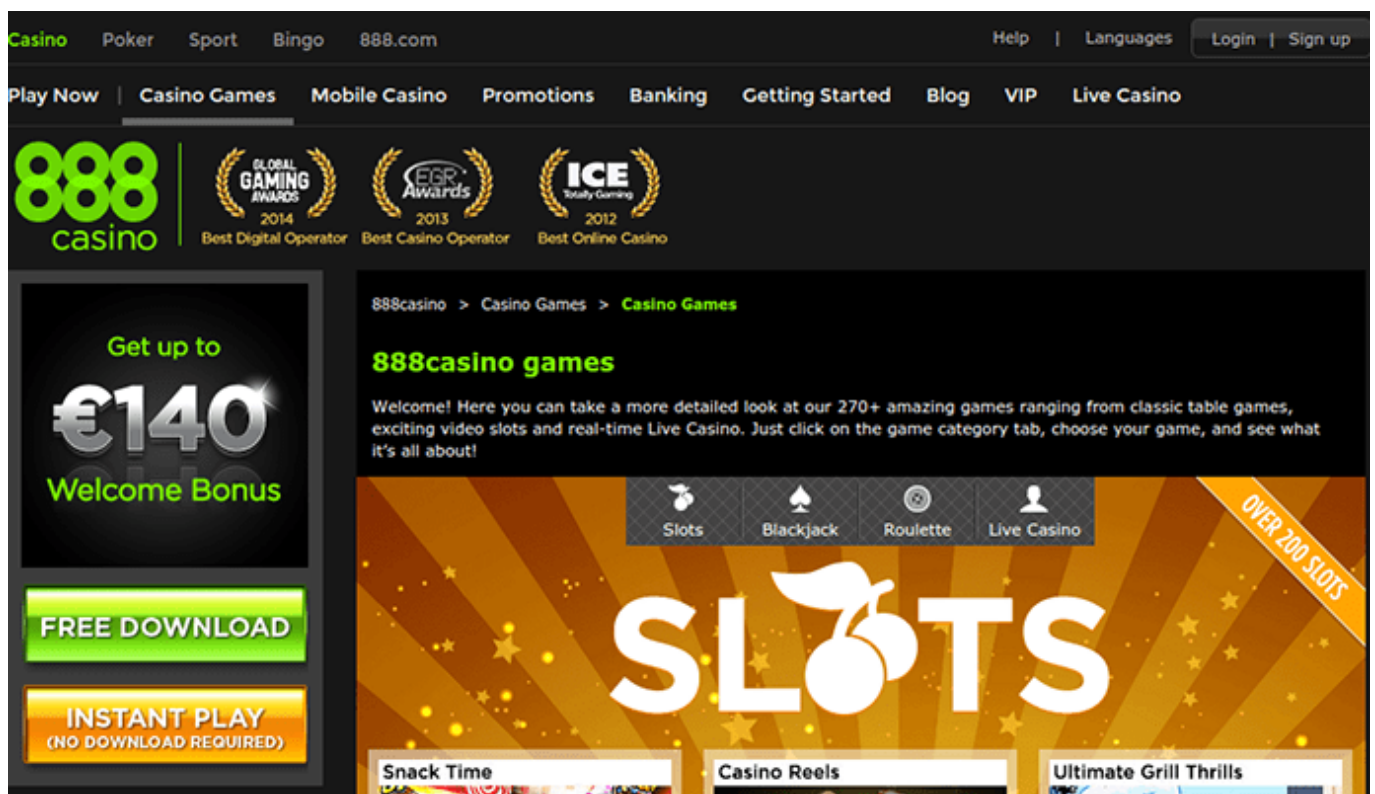 Casino Poker Sport Bingo 888.com Help | Languages Login | Sign up
Play Now | Casino Games Mobile Casino Promotions Banking Getting Started Blog VIP Live Casino
888
casino
GLOBAL
GAMING
AWARDS
2014
Best Digital Operator
EGR
Awards
2013
Best Casino Operator
ICE
Totally Gaming
2012
Best Online Casino
Get up to
€140
Welcome Bonus
FREE DOWNLOAD
INSTANT PLAY
(NO DOWNLOAD REQUIRED)
888casino > Casino Games > Casino Games
888casino games
Welcome! Here you can take a more detailed look at our 270+ amazing games ranging from classic table games,
exciting video slots and real-time Live Casino. Just click on the game category tab, choose your game, and see what
it's all about!
Slots Blackjack Roulette Live Casino
OVER 200 SLOTS
SLOTS
Snack Time Casino Reels Ultimate Grill Thrills